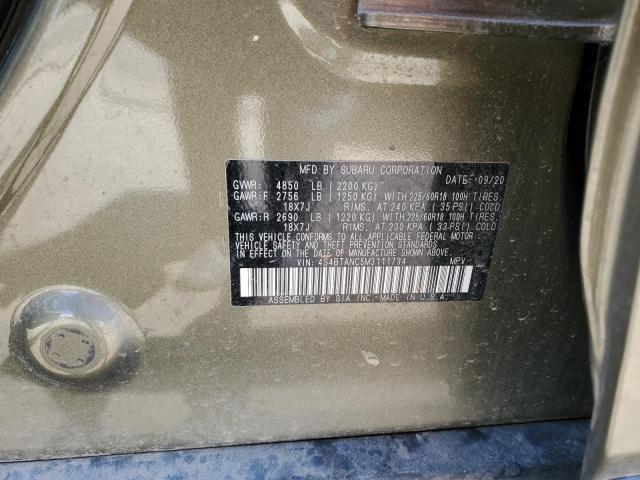 MFD. BY SUBARU CORPORATION
DATE: 09/20
GVWR: 4850 LB (2200 KG)
GAWR:F 2756 LB (1250 KG) WITH 225/60R18 100H TIRES,
18X7J RIMS, AT 240 KPA (35 PSI) COLD
GAWR:R 2690 LB (1220 KG) WITH 225/60R18 100H TIRES,
18X7J RIMS, AT 230 KPA (33 PSI) COLD
THIS VEHICLE CONFORMS TO ALL APPLICABLE FEDERAL MOTOR
VEHICLE SAFETY AND THEFT PREVENTION STANDARDS
IN EFFECT ON THE DATE OF MANUFACTURE SHOWN ABOVE.
VIN: 4S4BTANC5M3111734 MPV
ASSEMBLED BY SIA INC.-MADE IN U.S.A.